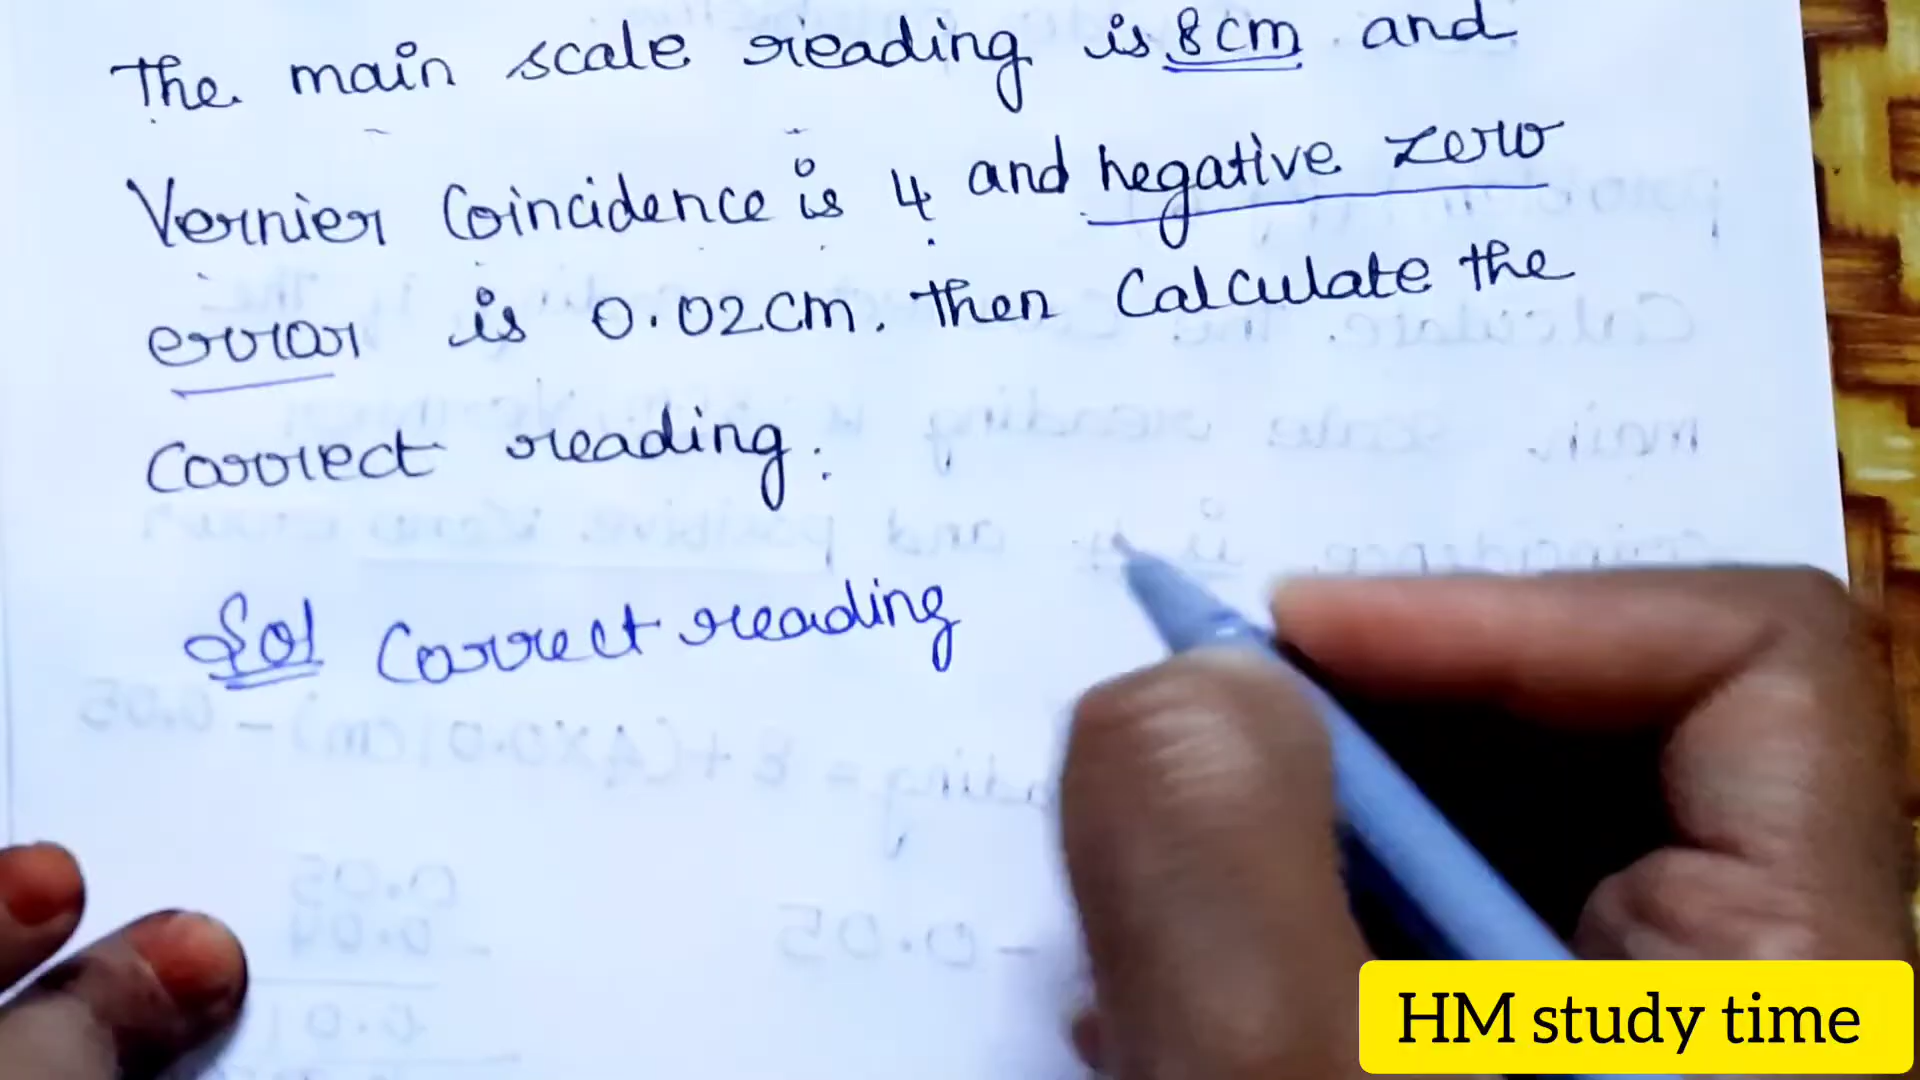 The main scale reading is 8cm and
Vernier Coincidence is 4 and negative zero
error is 0.02cm. then Calculate the
correct reading.
Sol Correct reading
HM study time